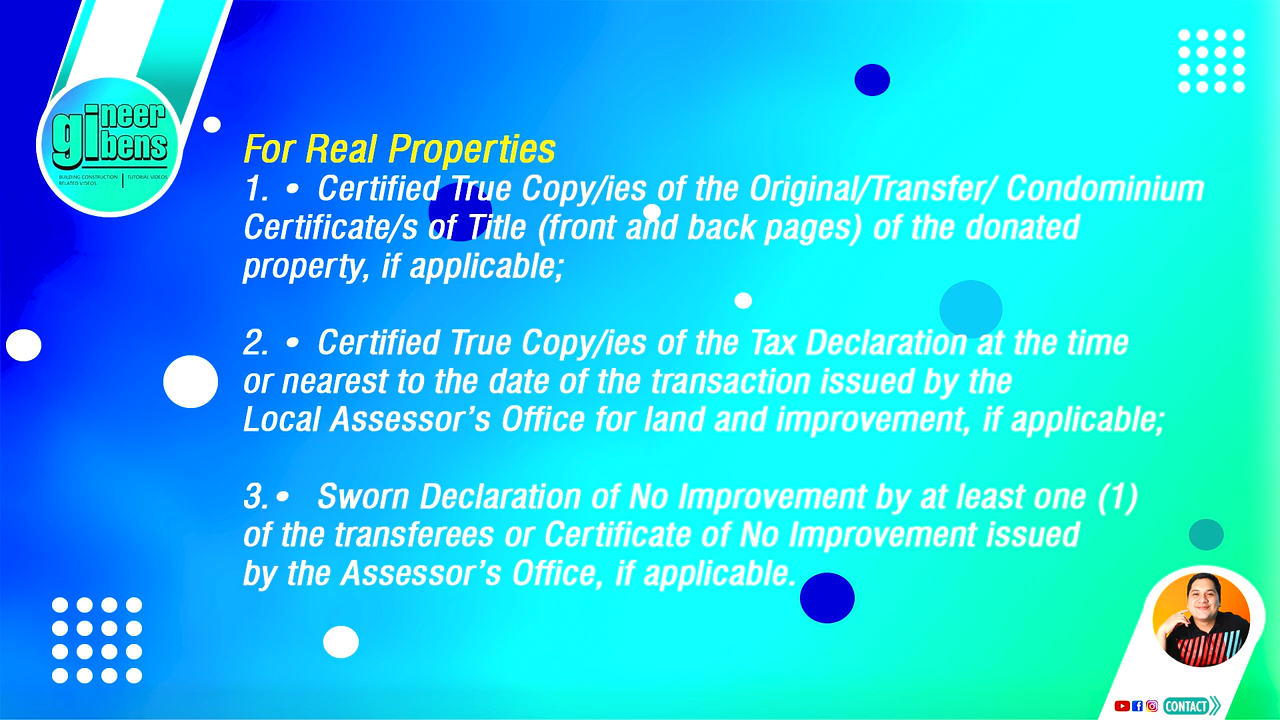 gineer
bens
BUILDING CONSTRUCTION
RELATED VIDEOS
TUTORIAL VIDEOS
For Real Properties
1. • Certified True Copy/ies of the Original/Transfer/ Condominium
Certificate/s of Title (front and back pages) of the donated
property, if applicable;
2. • Certified True Copy/ies of the Tax Declaration at the time
or nearest to the date of the transaction issued by the
Local Assessor’s Office for land and improvement, if applicable;
3.• Sworn Declaration of No Improvement by at least one (1)
of the transferees or Certificate of No Improvement issued
by the Assessor’s Office, if applicable.
CONTACT